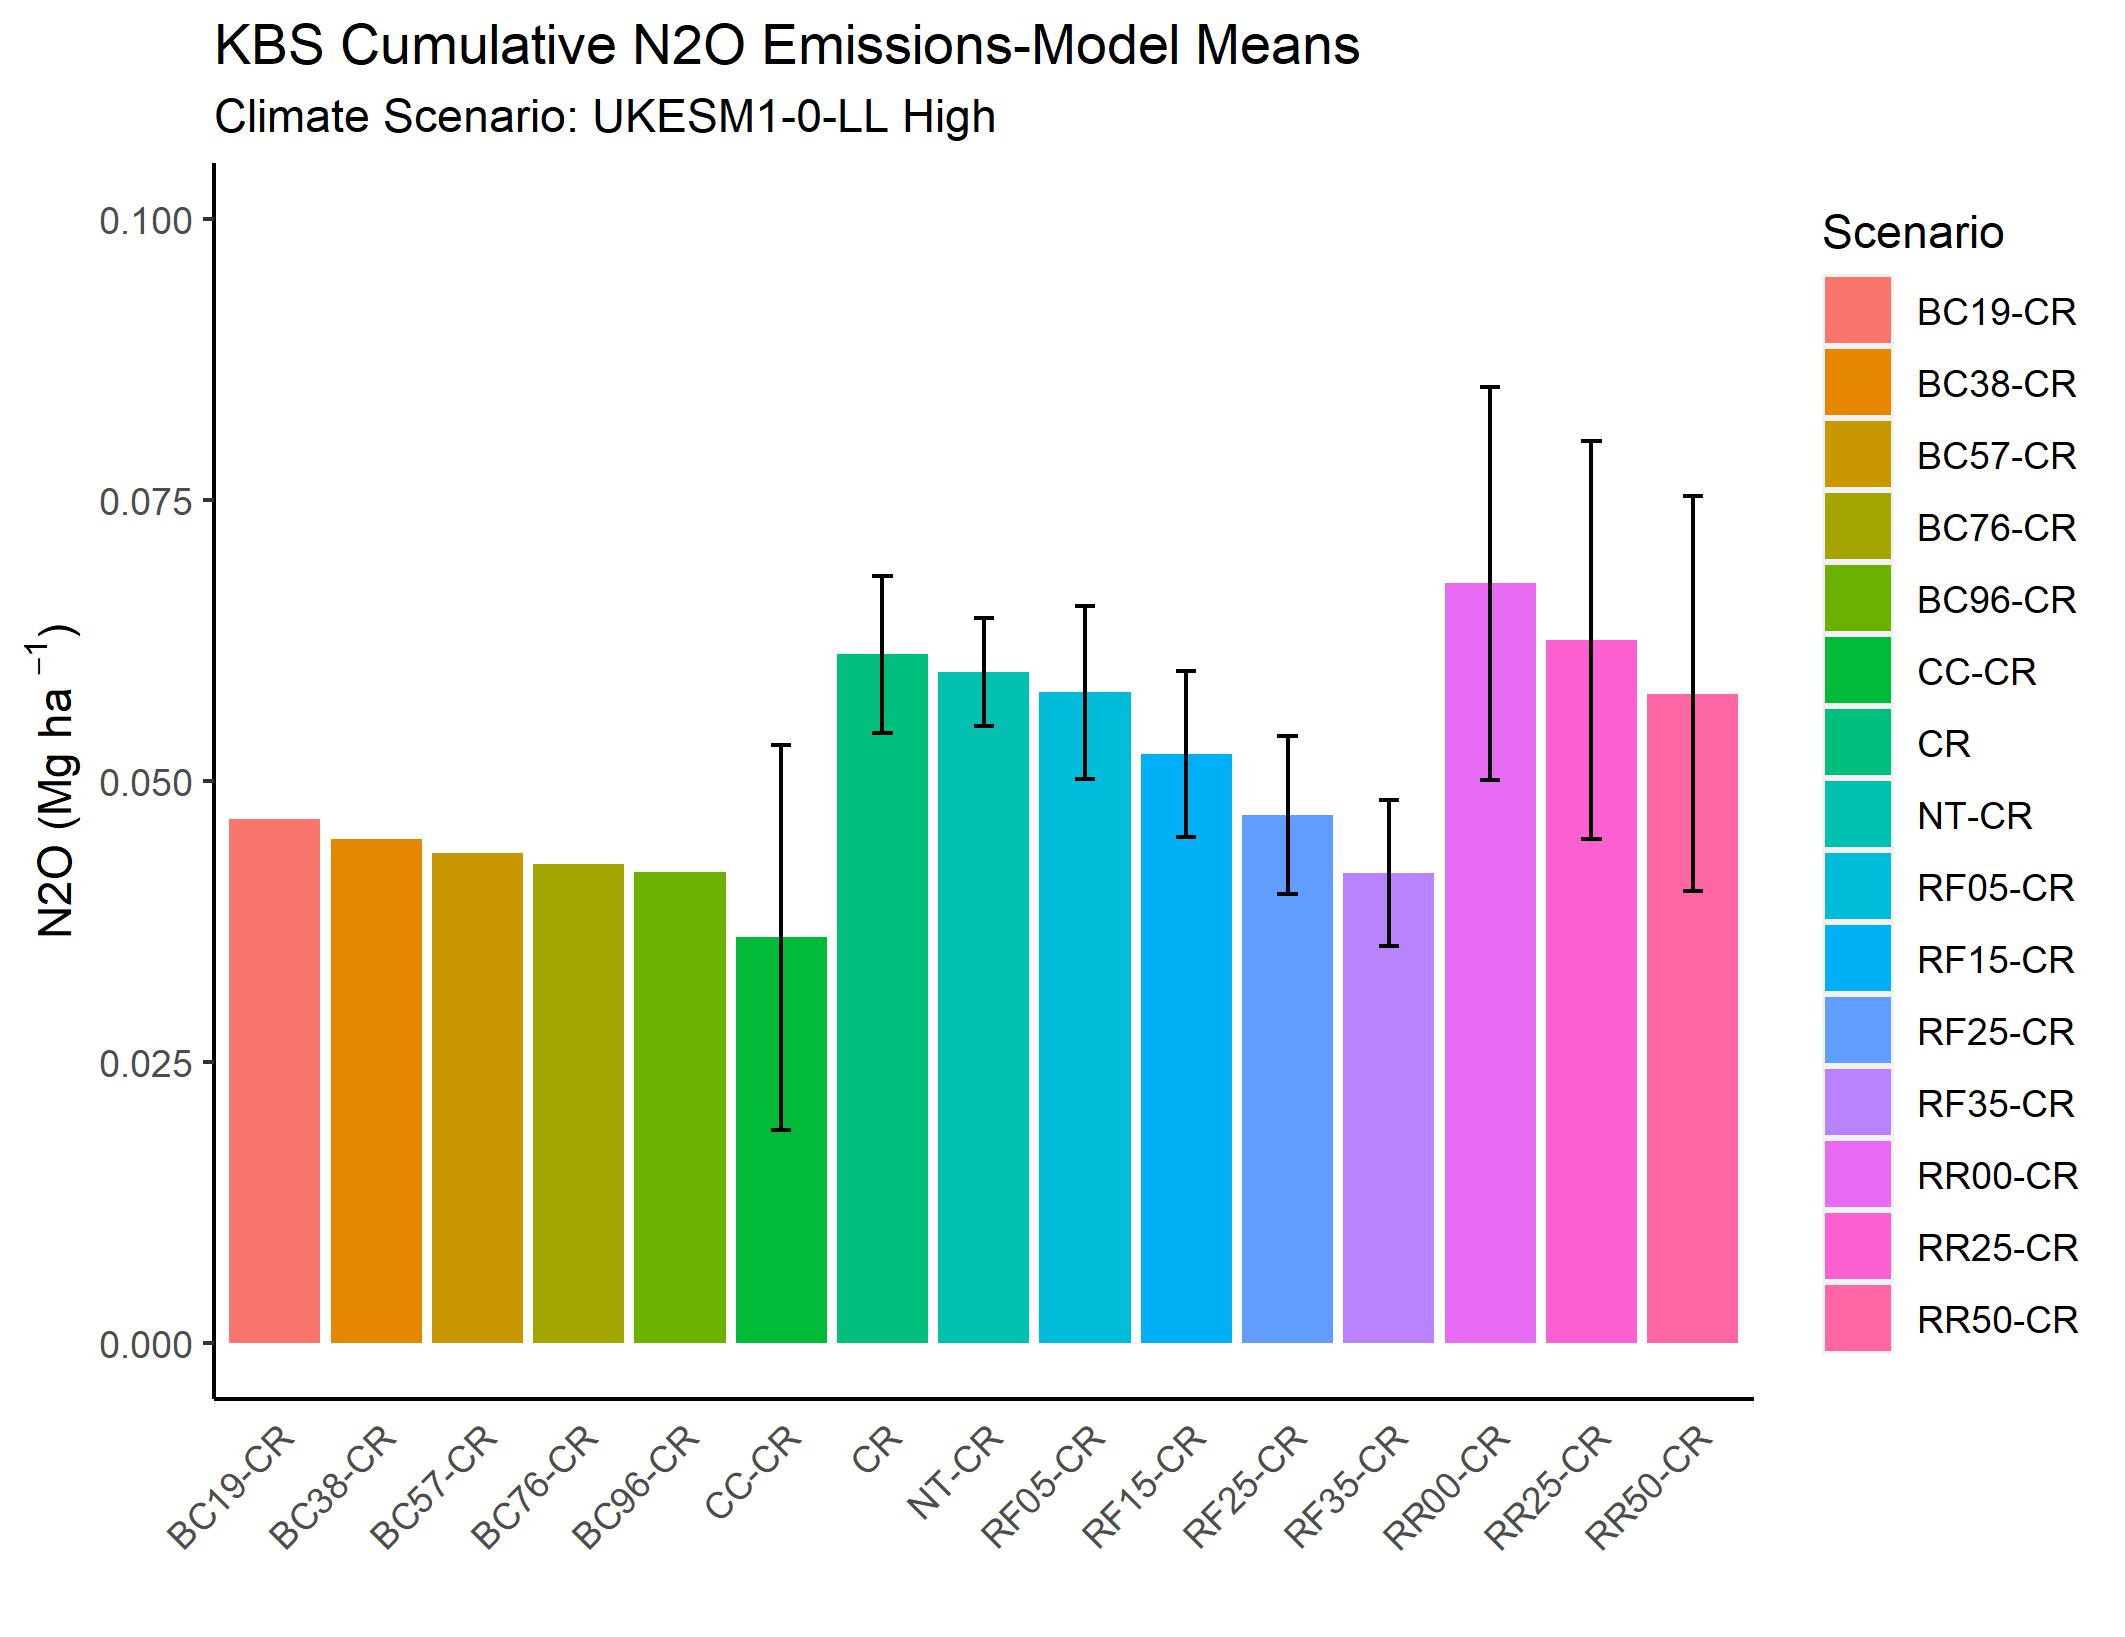 KBS Cumulative N2O Emissions-Model Means
Climate Scenario: UKESM1-0-LL High
N2O (Mg ha −1)
0.100
0.075
0.050
0.025
0.000
BC19-CR
BC38-CR
BC57-CR
BC76-CR
BC96-CR
CC-CR
CR
NT-CR
RF05-CR
RF15-CR
RF25-CR
RF35-CR
RR00-CR
RR25-CR
RR50-CR
Scenario
BC19-CR
BC38-CR
BC57-CR
BC76-CR
BC96-CR
CC-CR
CR
NT-CR
RF05-CR
RF15-CR
RF25-CR
RF35-CR
RR00-CR
RR25-CR
RR50-CR